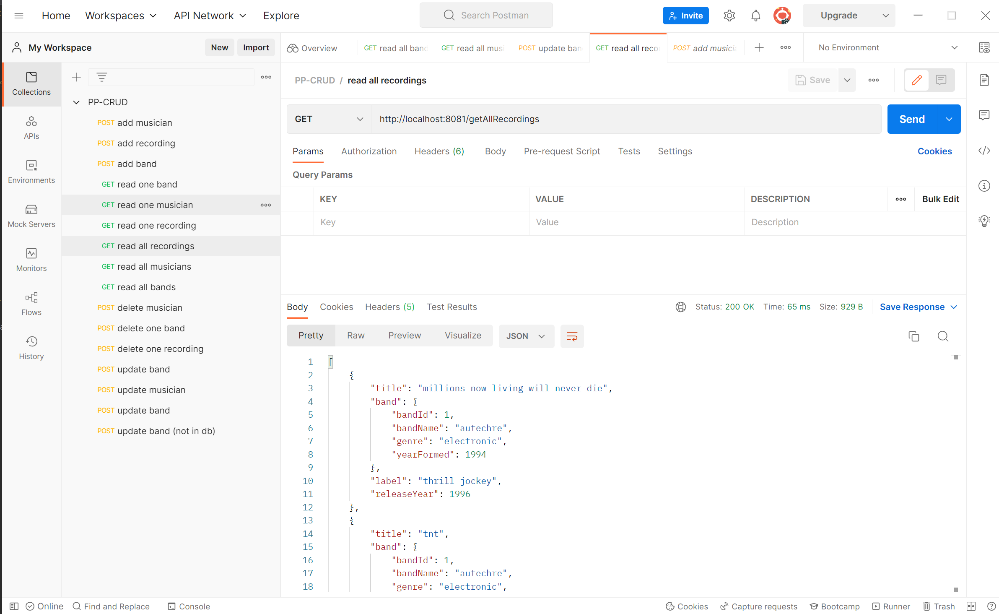 Home Workspaces API Network Explore Search Postman Invite Upgrade
My Workspace New Import
Overview GET read all band GET read all musi POST update ban GET read all reco POST add musicia No Environment
Collections
APIs
Environments
Mock Servers
Monitors
Flows
History
PP-CRUD
POST add musician
POST add recording
POST add band
GET read one band
GET read one musician
GET read one recording
GET read all recordings
GET read all musicians
GET read all bands
POST delete musician
POST delete one band
POST delete one recording
POST update band
POST update musician
POST update band
POST update band (not in db)
PP-CRUD / read all recordings Save
GET http://localhost:8081/getAllRecordings Send
Params Authorization Headers (6) Body Pre-request Script Tests Settings Cookies
Query Params
KEY VALUE DESCRIPTION Bulk Edit
Key Value Description
Body Cookies Headers (5) Test Results Status: 200 OK Time: 65 ms Size: 929 B Save Response
Pretty Raw Preview Visualize JSON
1 [
2 {
3 "title": "millions now living will never die",
4 "band": {
5 "bandId": 1,
6 "bandName": "autechre",
7 "genre": "electronic",
8 "yearFormed": 1994
9 },
10 "label": "thrill jockey",
11 "releaseYear": 1996
12 },
13 {
14 "title": "tnt",
15 "band": {
16 "bandId": 1,
17 "bandName": "autechre",
18 "genre": "electronic",
Online Find and Replace Console Cookies Capture requests Bootcamp Runner Trash